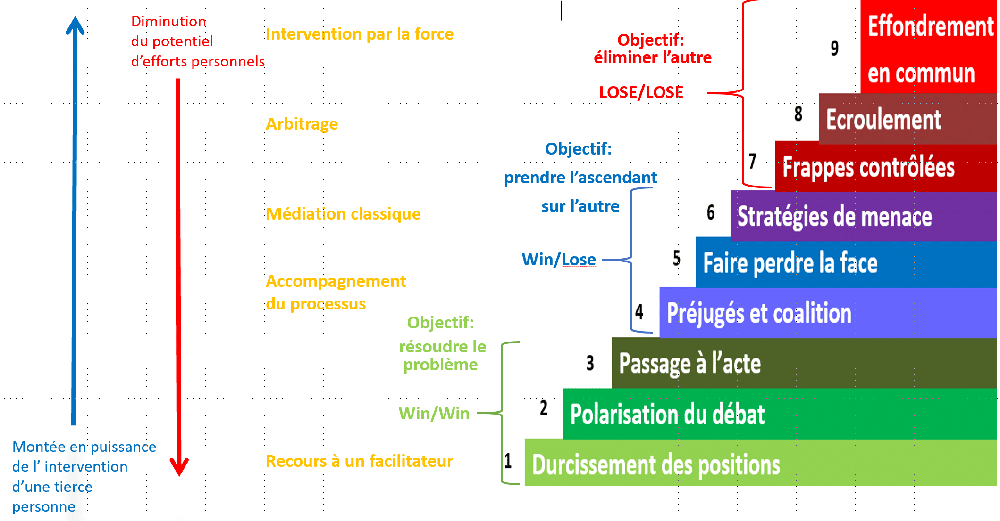 Diminution
du potentiel
d’efforts personnels
Montée en puissance
de l’ intervention
d’une tierce
personne
Intervention par la force
Arbitrage
Médiation classique
Accompagnement
du processus
Recours à un facilitateur
Objectif:
éliminer l’autre
LOSE/LOSE
Objectif:
prendre l’ascendant
sur l’autre
Win/Lose
Objectif:
résoudre le
problème
Win/Win
9
Effondrement
en commun
8
Ecroulement
7
Frappes contrôlées
6
Stratégies de menace
5
Faire perdre la face
4
Préjugés et coalition
3
Passage à l’acte
2
Polarisation du débat
1
Durcissement des positions